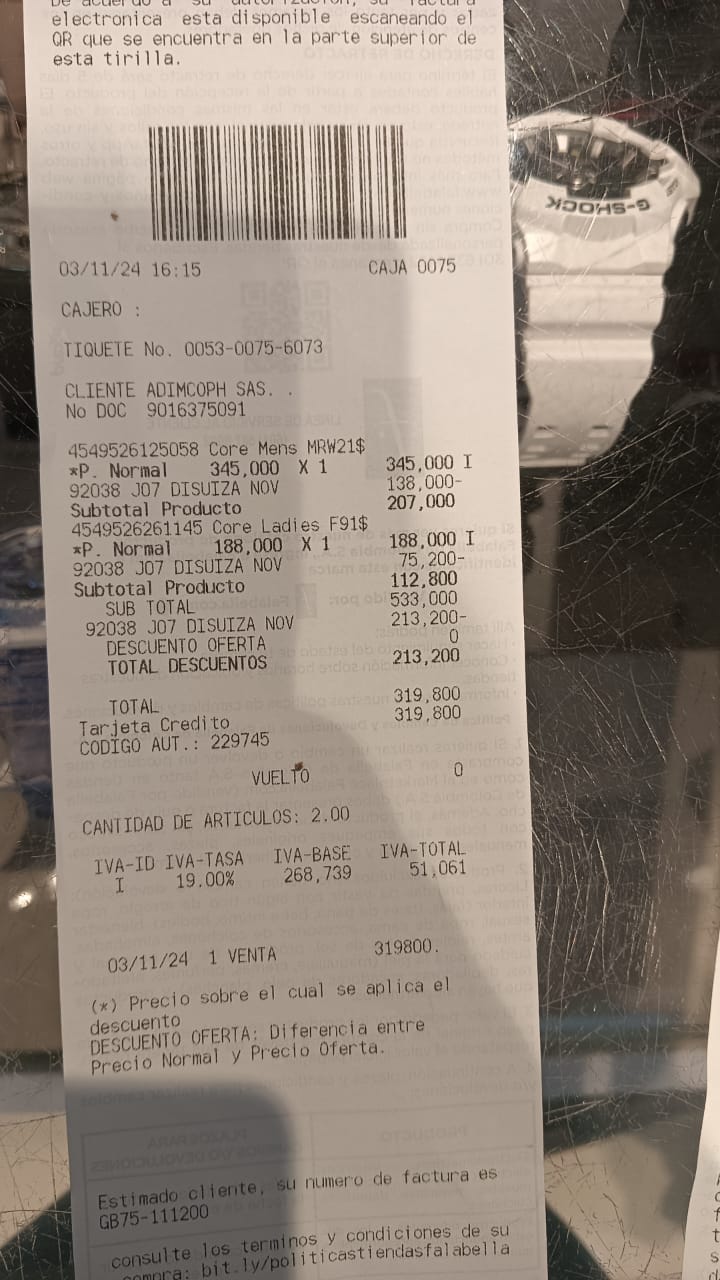 De acuerdo a su autorizacion, su factura
electronica esta disponible escaneando el
QR que se encuentra en la parte superior de
esta tirilla.
G-SHOCK
03/11/24 16:15 CAJA 0075
CAJERO :
TIQUETE No. 0053-0075-6073
CLIENTE ADIMCOPH SAS. .
No DOC 9016375091
4549526125058 Core Mens MRW21$
*P. Normal 345,000 X 1 345,000 I
92038 J07 DISUIZA NOV 138,000-
Subtotal Producto 207,000
4549526261145 Core Ladies F91$
*P. Normal 188,000 X 1 188,000 I
92038 J07 DISUIZA NOV 75,200-
Subtotal Producto 112,800
SUB TOTAL 533,000
92038 J07 DISUIZA NOV 213,200-
DESCUENTO OFERTA 0
TOTAL DESCUENTOS 213,200
TOTAL 319,800
Tarjeta Credito 319,800
CODIGO AUT.: 229745
VUELTO 0
CANTIDAD DE ARTICULOS: 2.00
IVA-ID IVA-TASA IVA-BASE IVA-TOTAL
I 19.00% 268,739 51,061
03/11/24 1 VENTA 319800.
(*) Precio sobre el cual se aplica el
descuento
DESCUENTO OFERTA: Diferencia entre
Precio Normal y Precio Oferta.
Estimado cliente, su numero de factura es
GB75-111200
consulte los terminos y condiciones de su
compra: bit.ly/politicastiendasfalabella